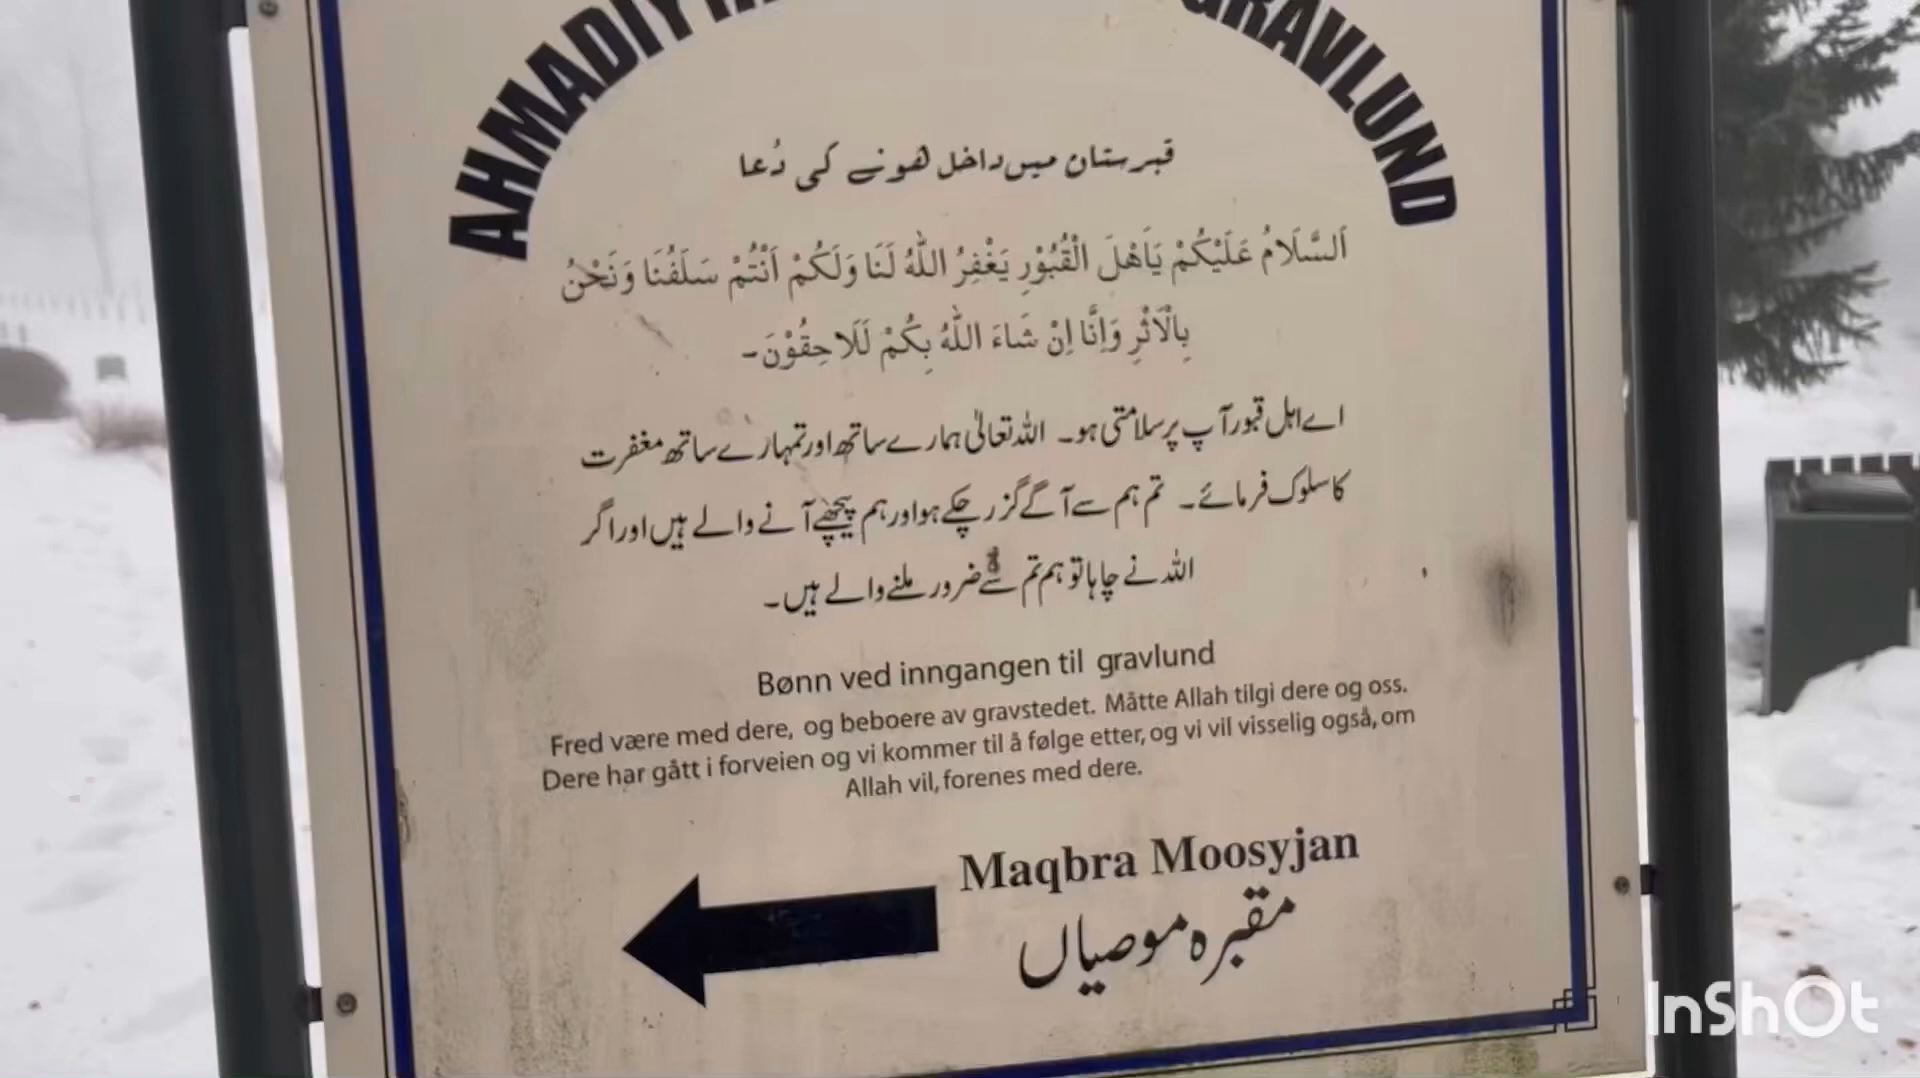 AHMADIY
GRAVLUND
قبرستان میں داخل ھونے کی دُعا
اَلسَّلَامُ عَلَيْكُمْ يَاَهْلَ الْقُبُوْرِ يَغْفِرُ اللّٰهُ لَنَا وَلَكُمْ اَنْتُمْ سَلَفُنَا وَنَحْنُ
بِالْاَثْرِ وَاِنَّا اِنْ شَاءَ اللّٰهُ بِكُمْ لَلَاحِقُوْنَ۔
اے اہل قبور آپ پر سلامتی ہو۔ اللہ تعالیٰ ہمارے ساتھ اور تمہارے ساتھ مغفرت
کا سلوک فرمائے۔ تم ہم سے آگے گزر چکے ہو اور ہم پیچھے آنے والے ہیں اور اگر
اللہ نے چاہا تو ہم تم سے ضرور ملنے والے ہیں۔
Bønn ved inngangen til gravlund
Fred være med dere, og beboere av gravstedet. Måtte Allah tilgi dere og oss.
Dere har gått i forveien og vi kommer til å følge etter, og vi vil visselig også, om
Allah vil, forenes med dere.
Maqbra Moosyjan
مقبرہ موصیاں
InShOt